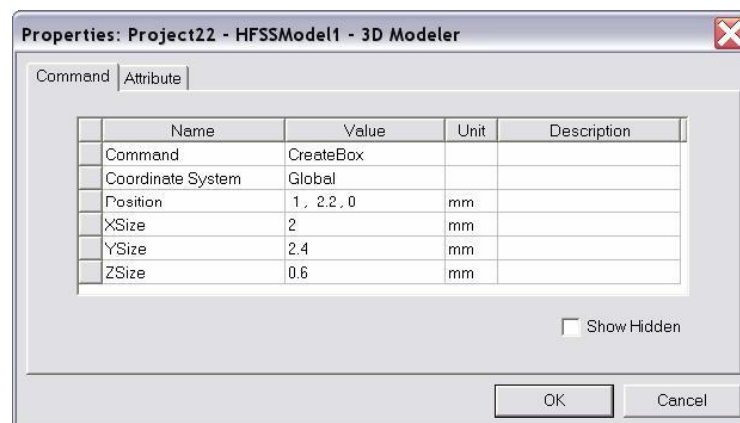 Properties: Project22 - HFSSModel1 - 3D Modeler
Command Attribute
Name Value Unit Description
Command CreateBox
Coordinate System Global
Position 1 , 2.2 , 0 mm
XSize 2 mm
YSize 2.4 mm
ZSize 0.6 mm
Show Hidden
OK Cancel